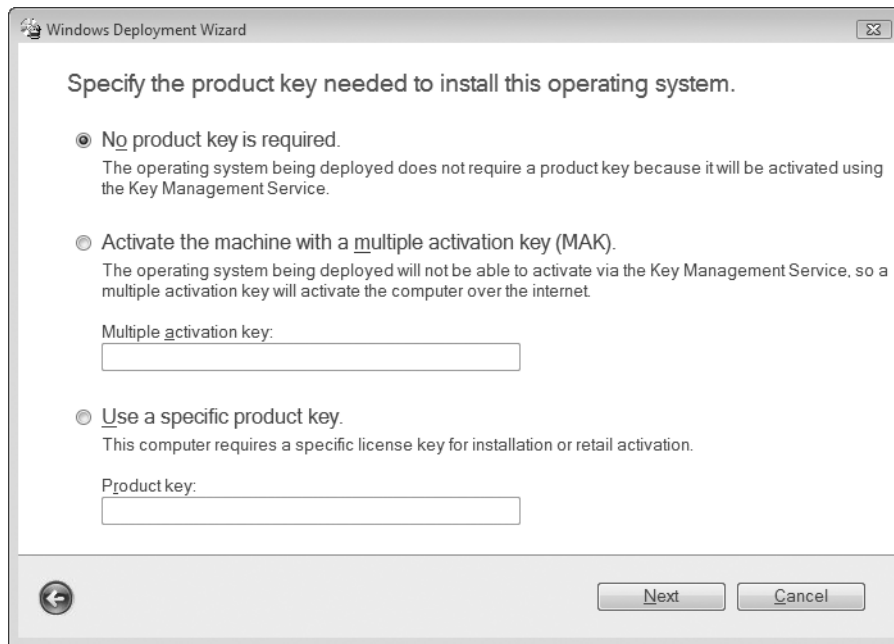 Windows Deployment Wizard
Specify the product key needed to install this operating system.
No product key is required.
The operating system being deployed does not require a product key because it will be activated using
the Key Management Service.
Activate the machine with a multiple activation key (MAK).
The operating system being deployed will not be able to activate via the Key Management Service, so a
multiple activation key will activate the computer over the internet.
Multiple activation key:
Use a specific product key.
This computer requires a specific license key for installation or retail activation.
Product key:
Next Cancel